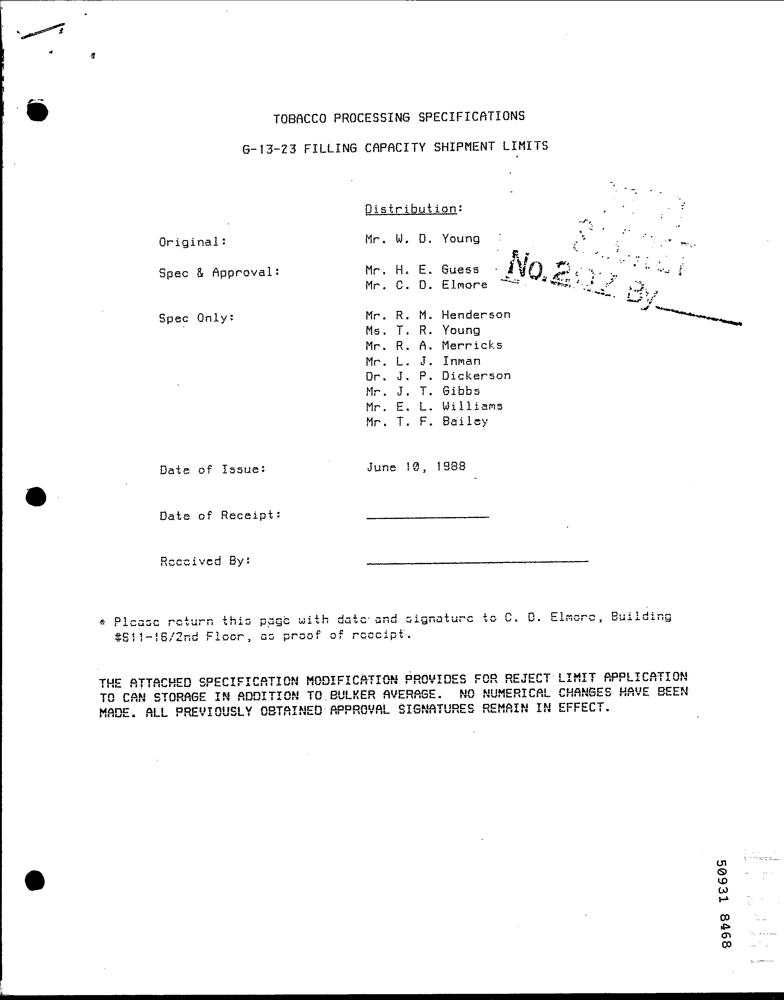 TOBACCO PROCESSING SPECIFICATIONS
G-13-23 FILLING CAPACITY SHIPMENT LIMITS
Distribution:
Original: Mr. W. D. Young
Spec & Approval: Mr. H. E. Guess
Mr. C. D. Elmore
No. 207 By
Spec Only: Mr. R. M. Henderson
Ms. T. R. Young
Mr. R. A. Merricks
Mr. L. J. Inman
Dr. J. P. Dickerson
Mr. J. T. Gibbs
Mr. E. L. Williams
Mr. T. F. Bailey
Date of Issue: June 10, 1988
Date of Receipt:
Received By:
* Please return this page with date and signature to C. D. Elmore, Building
#611-16/2nd Floor, as proof of receipt.
THE ATTACHED SPECIFICATION MODIFICATION PROVIDES FOR REJECT LIMIT APPLICATION
TO CAN STORAGE IN ADDITION TO BULKER AVERAGE. NO NUMERICAL CHANGES HAVE BEEN
MADE. ALL PREVIOUSLY OBTAINED APPROVAL SIGNATURES REMAIN IN EFFECT.
50931 8468